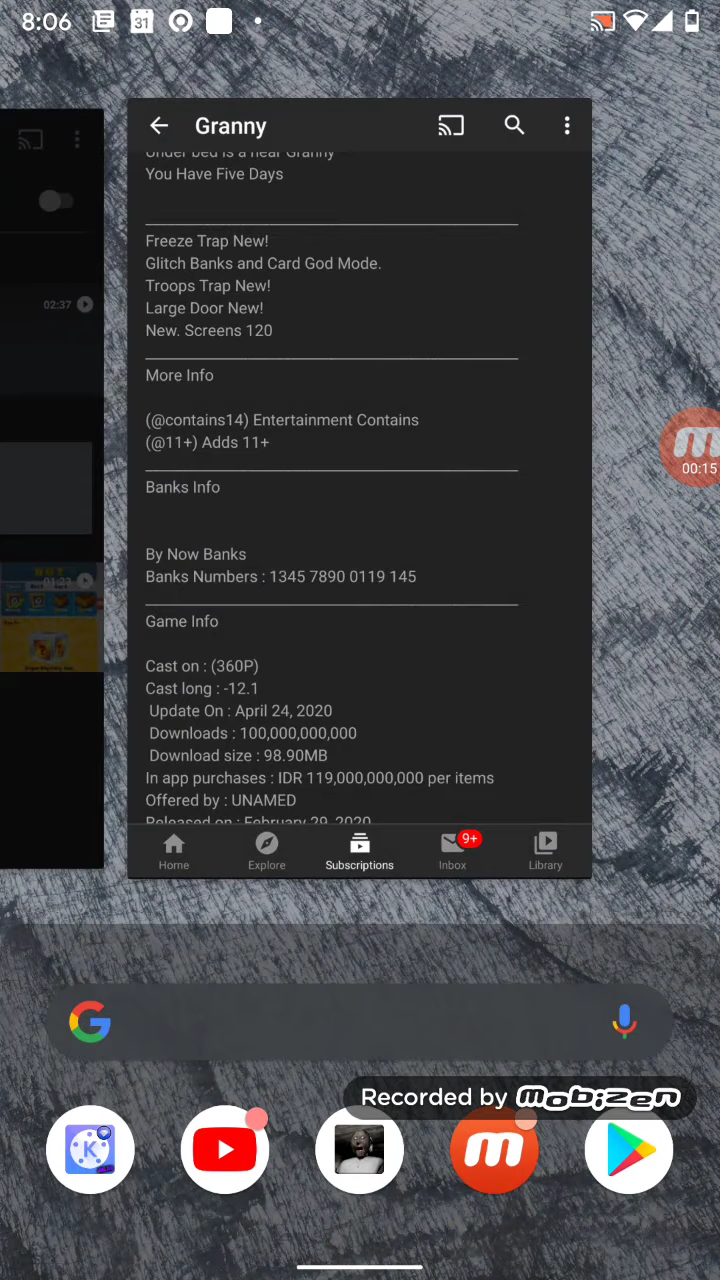 8:06
31
Granny
Under bed is a near Granny
You Have Five Days
Freeze Trap New!
Glitch Banks and Card God Mode.
Troops Trap New!
Large Door New!
New. Screens 120
More Info
(@contains14) Entertainment Contains
(@11+) Adds 11+
Banks Info
By Now Banks
Banks Numbers : 1345 7890 0119 145
Game Info
Cast on : (360P)
Cast long : -12.1
Update On : April 24, 2020
Downloads : 100,000,000,000
Download size : 98.90MB
In app purchases : IDR 119,000,000,000 per items
Offered by : UNAMED
Released on : February 29, 2020
Home
Explore
Subscriptions
9+
Inbox
Library
02:37
01:23
00:15
Recorded by mobizen